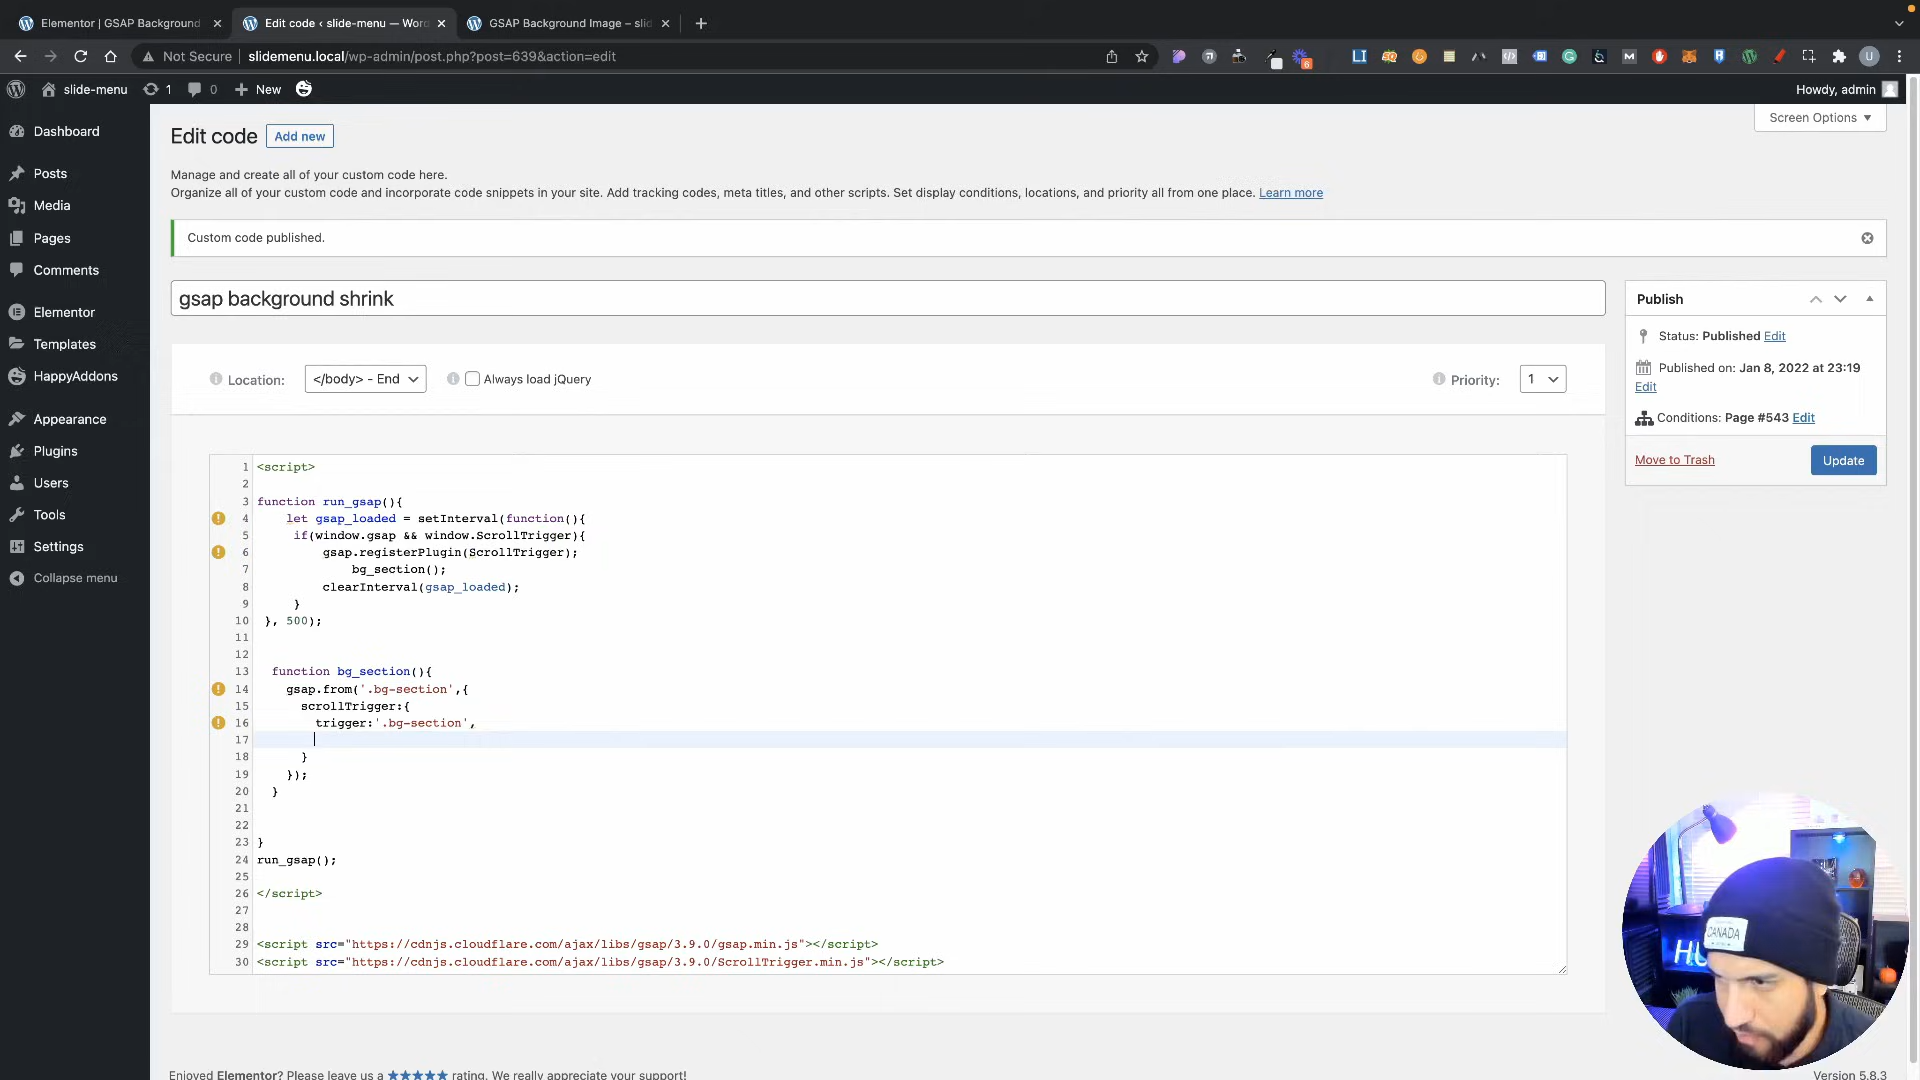 Elementor | GSAP Background
Edit code ‹ slide-menu — Word
GSAP Background Image – slid
Not Secure
slidemenu.local/wp-admin/post.php?post=639&action=edit
slide-menu
1
0
New
Howdy, admin
Dashboard
Posts
Media
Pages
Comments
Elementor
Templates
HappyAddons
Appearance
Plugins
Users
Tools
Settings
Collapse menu
Screen Options
Edit code
Add new
Manage and create all of your custom code here.
Organize all of your custom code and incorporate code snippets in your site. Add tracking codes, meta titles, and other scripts. Set display conditions, locations, and priority all from one place. Learn more
Custom code published.
gsap background shrink
Location: </body> - End
Always load jQuery
Priority: 1
Publish
Status: Published Edit
Published on: Jan 8, 2022 at 23:19
Edit
Conditions: Page #543 Edit
Move to Trash
Update
1 <script>
2
3 function run_gsap(){
4 let gsap_loaded = setInterval(function(){
5 if(window.gsap && window.ScrollTrigger){
6 gsap.registerPlugin(ScrollTrigger);
7 bg_section();
8 clearInterval(gsap_loaded);
9 }
10 }, 500);
11
12
13 function bg_section(){
14 gsap.from('.bg-section',{
15 scrollTrigger:{
16 trigger:'.bg-section',
17
18 }
19 });
20 }
21
22
23 }
24 run_gsap();
25
26 </script>
27
28
29 <script src="https://cdnjs.cloudflare.com/ajax/libs/gsap/3.9.0/gsap.min.js"></script>
30 <script src="https://cdnjs.cloudflare.com/ajax/libs/gsap/3.9.0/ScrollTrigger.min.js"></script>
CANADA
Enjoyed Elementor? Please leave us a ★★★★★ rating. We really appreciate your support!
Version 5.8.3